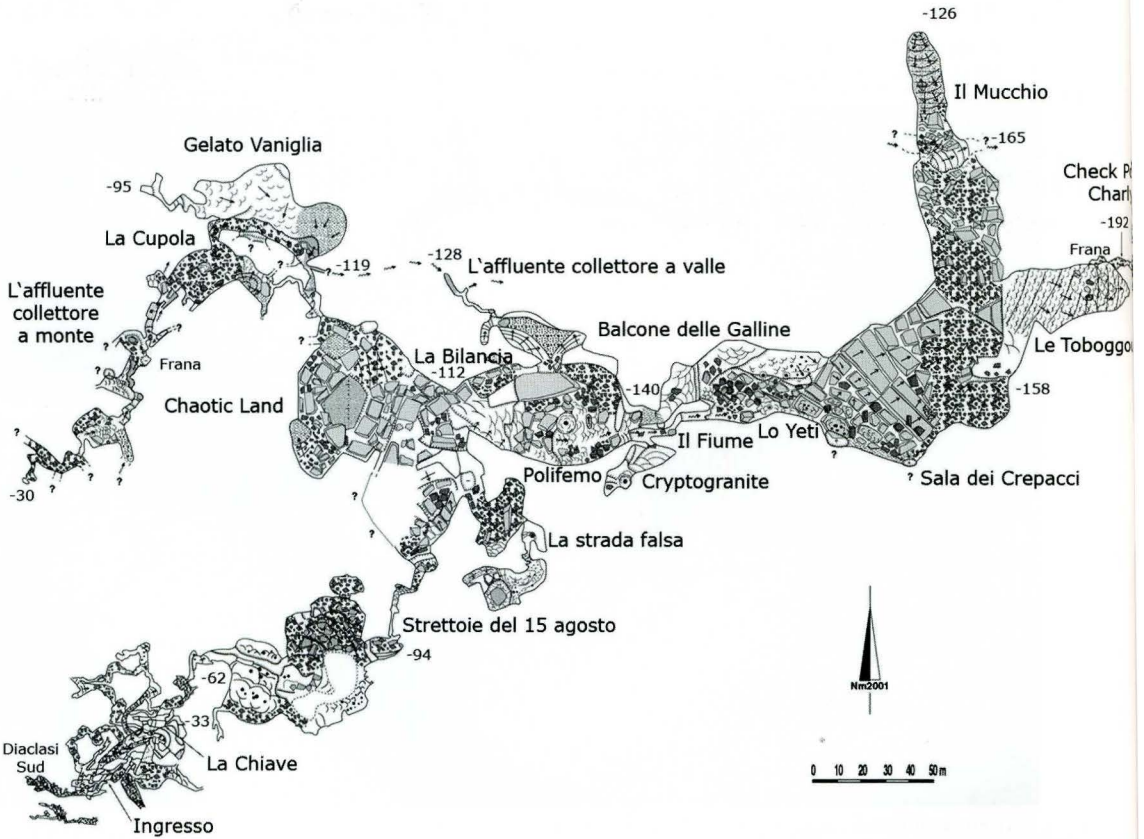 -126
Il Mucchio
?
?
-165
Gelato Vaniglia
Check
-95
-192
La Cupola
?
?
Frana
-119
-128
L'affluente collettore a valle
L'affluente
collettore
a monte
?
?
?
Balcone delle Galline
Le Toboggo
La Bilancia
-112
Frana
?
Chaotic Land
-140
-158
Il Fiume
Lo Yeti
?
?
Polifemo
Cryptogranite
? Sala dei Crepacci
-30
?
?
?
?
?
La strada falsa
Strettoie del 15 agosto
-94
-62
Nm2001
-33
Diaclasi
Sud
La Chiave
0 10 20 30 40 50 m
Ingresso